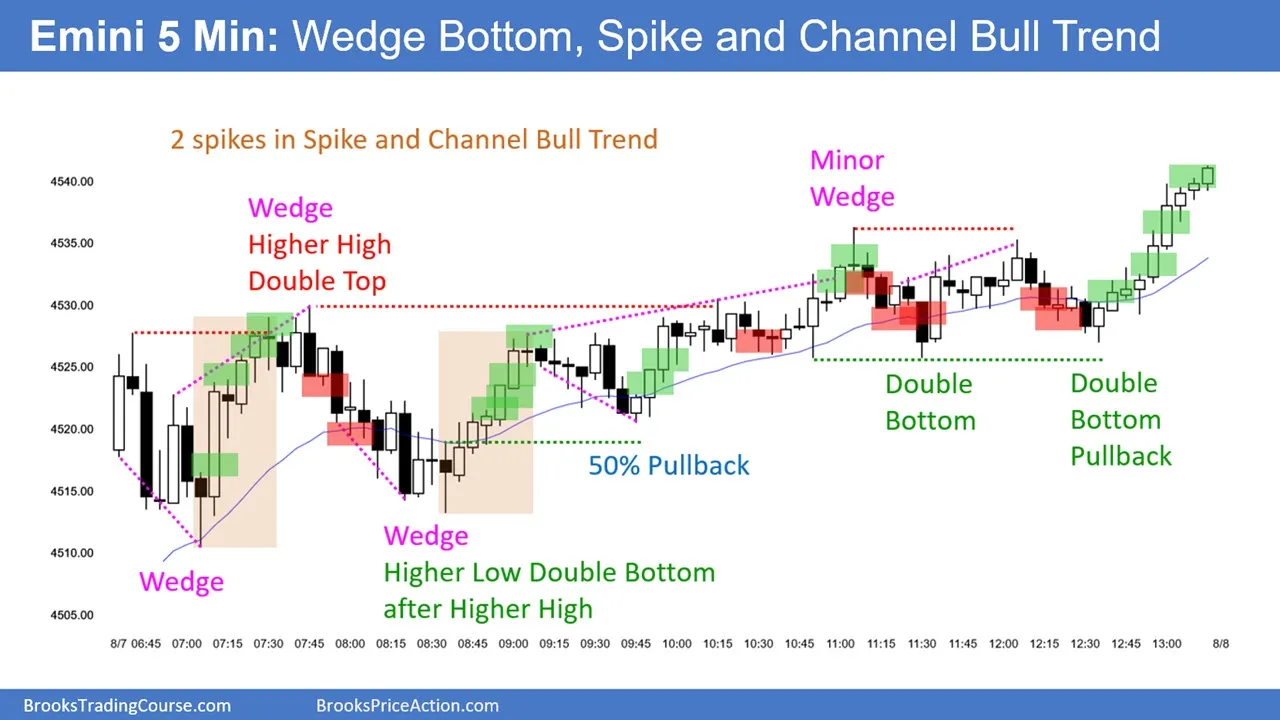 Emini 5 Min: Wedge Bottom, Spike and Channel Bull Trend
2 spikes in Spike and Channel Bull Trend
Minor
Wedge
4540.00
Wedge
Higher High
Double Top
4535.00
4530.00
4525.00
Double
Bottom
Double
Bottom
Pullback
4520.00
50% Pullback
4515.00
4510.00
Wedge
Wedge
Higher Low Double Bottom
after Higher High
4505.00
8/7 06:45 07:00 07:15 07:30 07:45 08:00 08:15 08:30 08:45 09:00 09:15 09:30 09:45 10:00 10:15 10:30 10:45 11:00 11:15 11:30 11:45 12:00 12:15 12:30 12:45 13:00 8/8
BrooksTradingCourse.com BrooksPriceAction.com